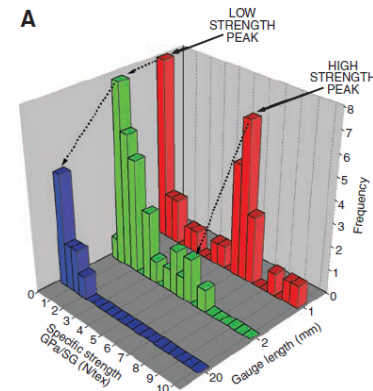 A
LOW
STRENGTH
PEAK
HIGH
STRENGTH
PEAK
8
7
6
5
4
3
2
1
0
Frequency
0
1
2
3
4
5
6
7
8
9
10
Specific strength
GPa/SG (N/tex)
20
2
1
Gauge length (mm)